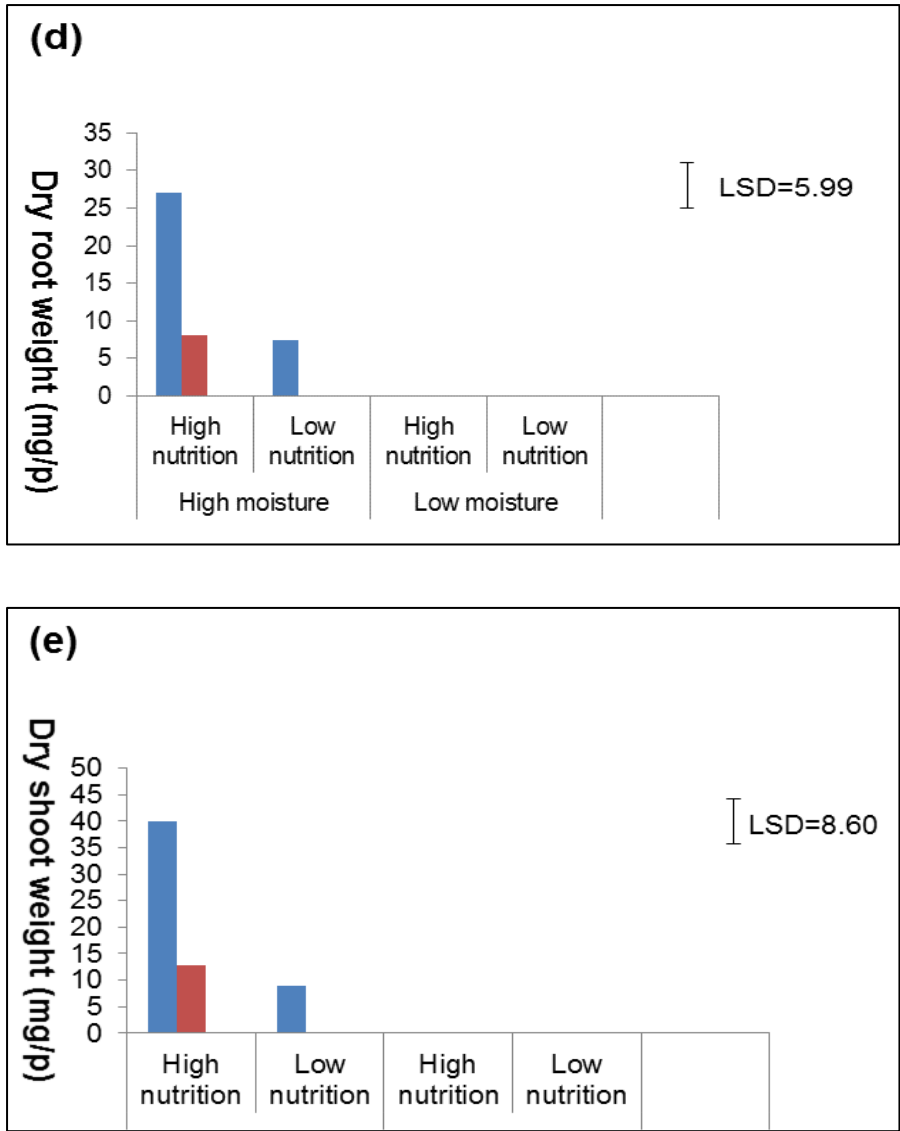 (d)
Dry root weight (mg/p)
35
30
25
20
15
10
5
0
LSD=5.99
High nutrition
Low nutrition
High nutrition
Low nutrition
High moisture
Low moisture
(e)
Dry shoot weight (mg/p)
50
45
40
35
30
25
20
15
10
5
0
LSD=8.60
High nutrition
Low nutrition
High nutrition
Low nutrition